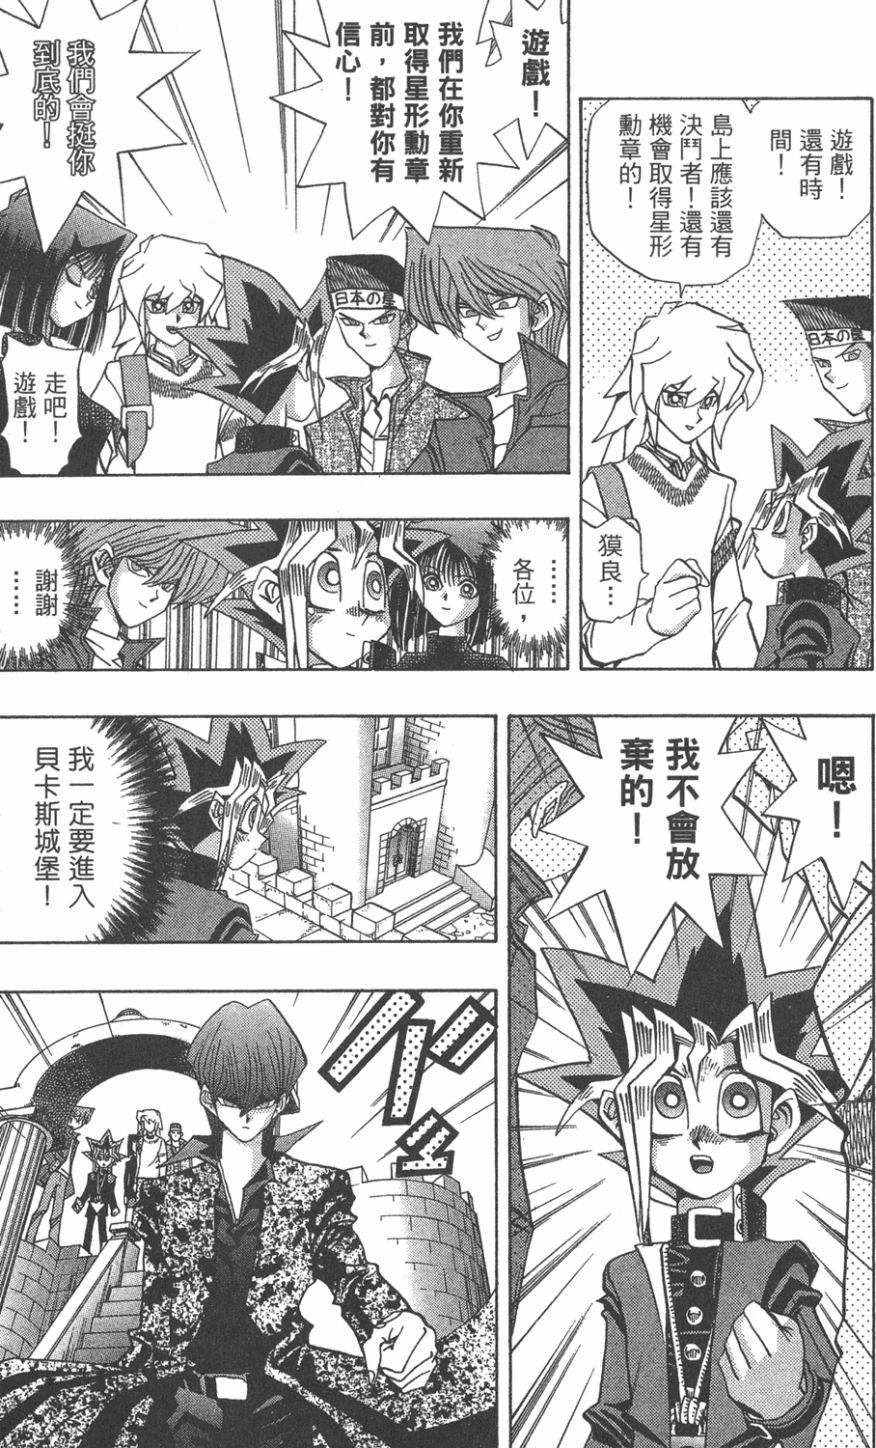 遊戲！
還有時
間！
島上應該還有
決鬥者！還有
機會取得星形
勳章的！
日本の星
獏良…
遊戲！
我們在你重新
取得星形勳章
前，都對你有
信心！
我們會挺你
到底的！
日本の星
走吧！
遊戲！
……
各位，
謝謝
……
嗯！
我不會放
棄的！
我一定要進入
貝卡斯城堡！